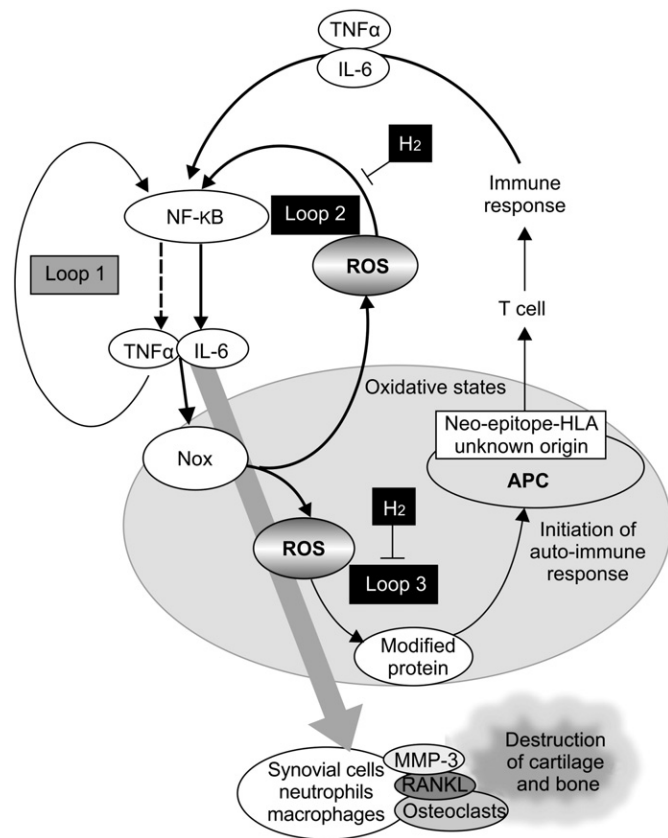 TNFα
IL-6
H₂
Immune
response
NF-κB
Loop 2
ROS
Loop 1
T cell
TNFα
IL-6
Oxidative states
Neo-epitope-HLA
unknown origin
APC
Nox
H₂
ROS
Loop 3
Initiation of
auto-immune
response
Modified
protein
Synovial cells
neutrophils
macrophages
MMP-3
RANKL
Osteoclasts
Destruction
of cartilage
and bone